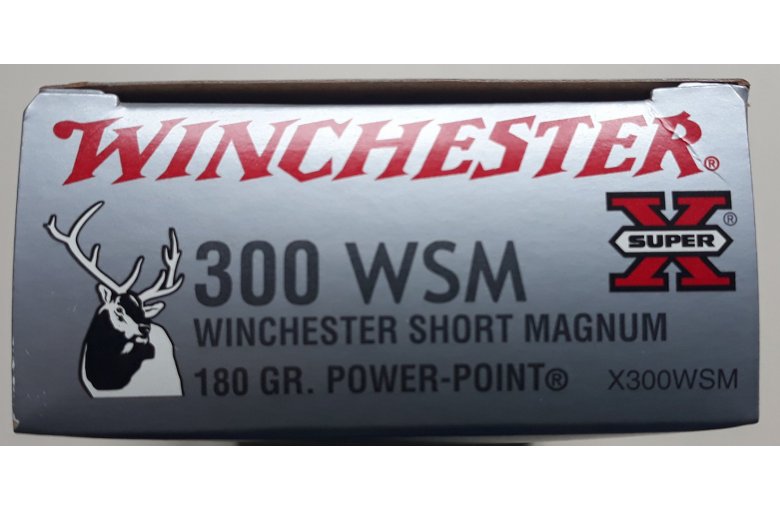 WINCHESTER®
X®
SUPER
300 WSM
WINCHESTER SHORT MAGNUM
180 GR. POWER-POINT® X300WSM